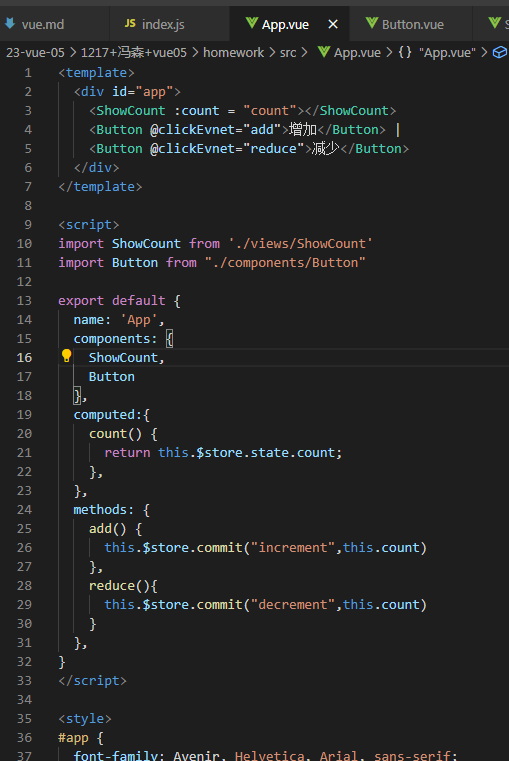 vue.md JS index.js App.vue × Button.vue
23-vue-05 > 1217+冯森+vue05 > homework > src > App.vue > {} "App.vue" >
1 <template>
2 <div id="app">
3 <ShowCount :count = "count"></ShowCount>
4 <Button @clickEvnet="add">增加</Button> |
5 <Button @clickEvnet="reduce">减少</Button>
6 </div>
7 </template>
8
9 <script>
10 import ShowCount from './views/ShowCount'
11 import Button from "./components/Button"
12
13 export default {
14 name: 'App',
15 components: {
16 ShowCount,
17 Button
18 },
19 computed:{
20 count() {
21 return this.$store.state.count;
22 },
23 },
24 methods: {
25 add() {
26 this.$store.commit("increment",this.count)
27 },
28 reduce(){
29 this.$store.commit("decrement",this.count)
30 }
31 },
32 }
33 </script>
34
35 <style>
36 #app {
37 font-family: Avenir, Helvetica, Arial, sans-serif;